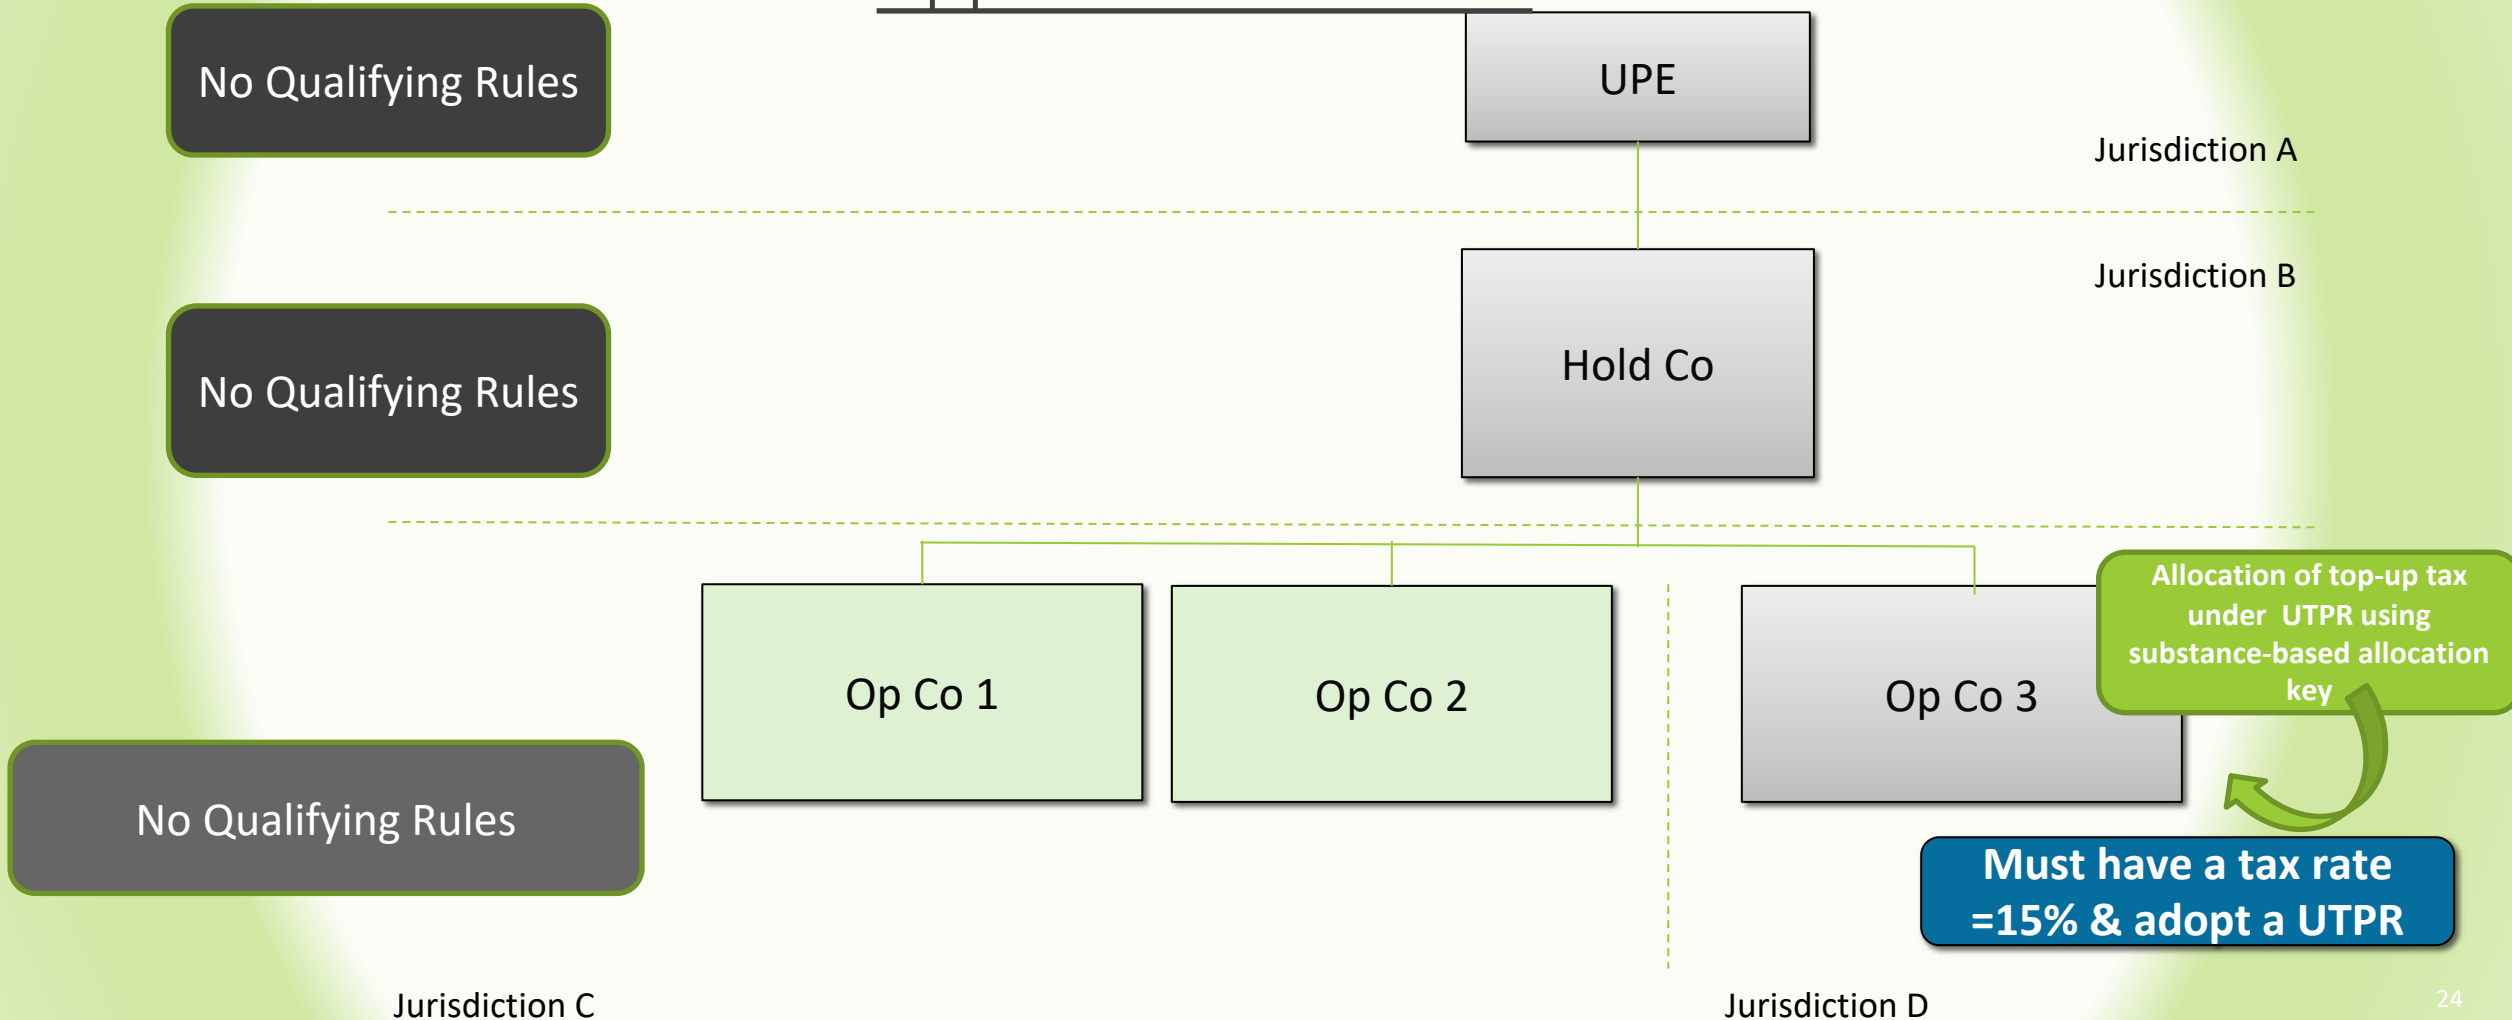 No Qualifying Rules
UPE
Jurisdiction A
Jurisdiction B
No Qualifying Rules
Hold Co
Allocation of top-up tax
under UTPR using
substance-based allocation
key
Op Co 1
Op Co 2
Op Co 3
No Qualifying Rules
Must have a tax rate
=15% & adopt a UTPR
Jurisdiction C
Jurisdiction D
24